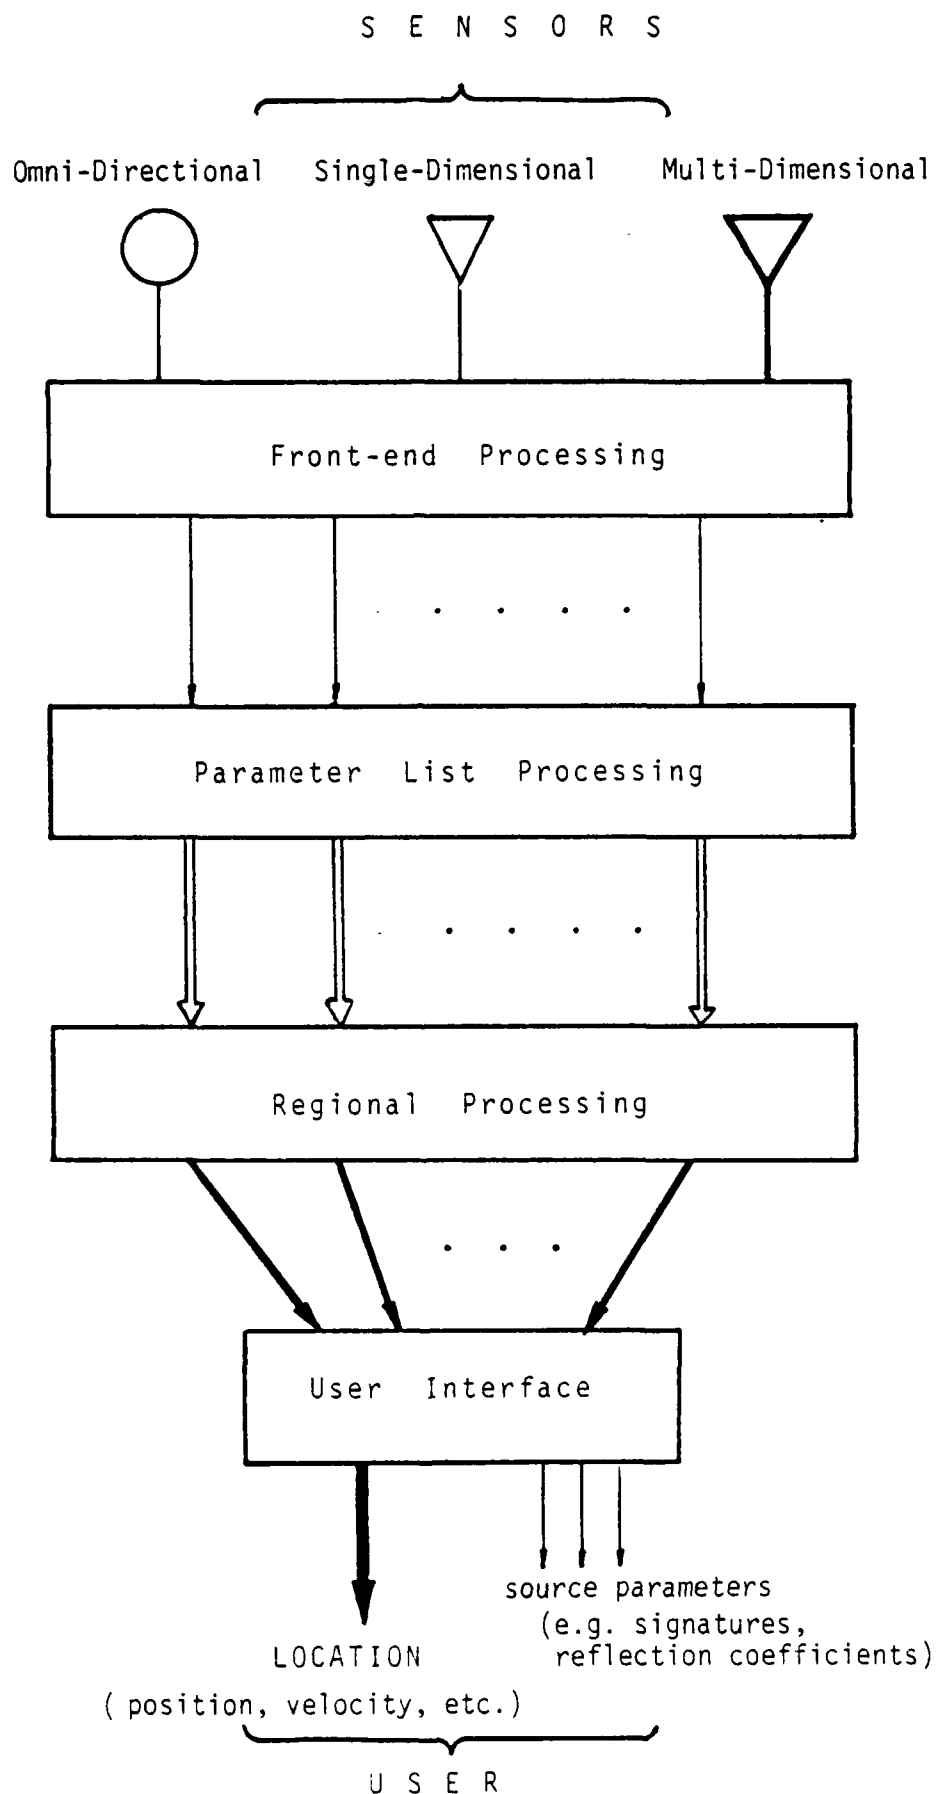 S E N S O R S
Omni-Directional Single-Dimensional Multi-Dimensional
Front-end Processing
Parameter List Processing
Regional Processing
User Interface
source parameters
(e.g. signatures,
reflection coefficients)
LOCATION
( position, velocity, etc.)
U S E R